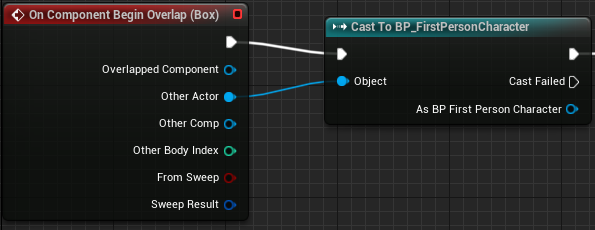 On Component Begin Overlap (Box)
Overlapped Component
Other Actor
Other Comp
Other Body Index
From Sweep
Sweep Result
Cast To BP_FirstPersonCharacter
Object
Cast Failed
As BP First Person Character